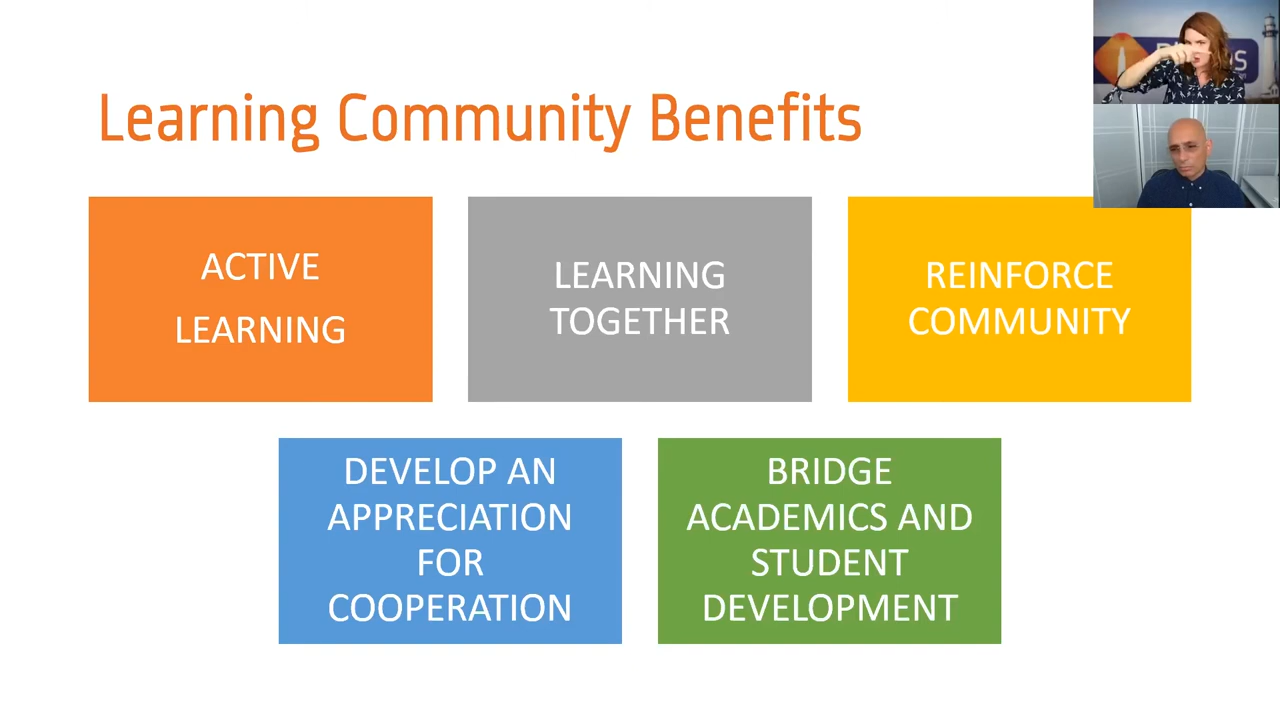 Learning Community Benefits
ACTIVE
LEARNING
LEARNING
TOGETHER
REINFORCE
COMMUNITY
DEVELOP AN
APPRECIATION
FOR
COOPERATION
BRIDGE
ACADEMICS AND
STUDENT
DEVELOPMENT